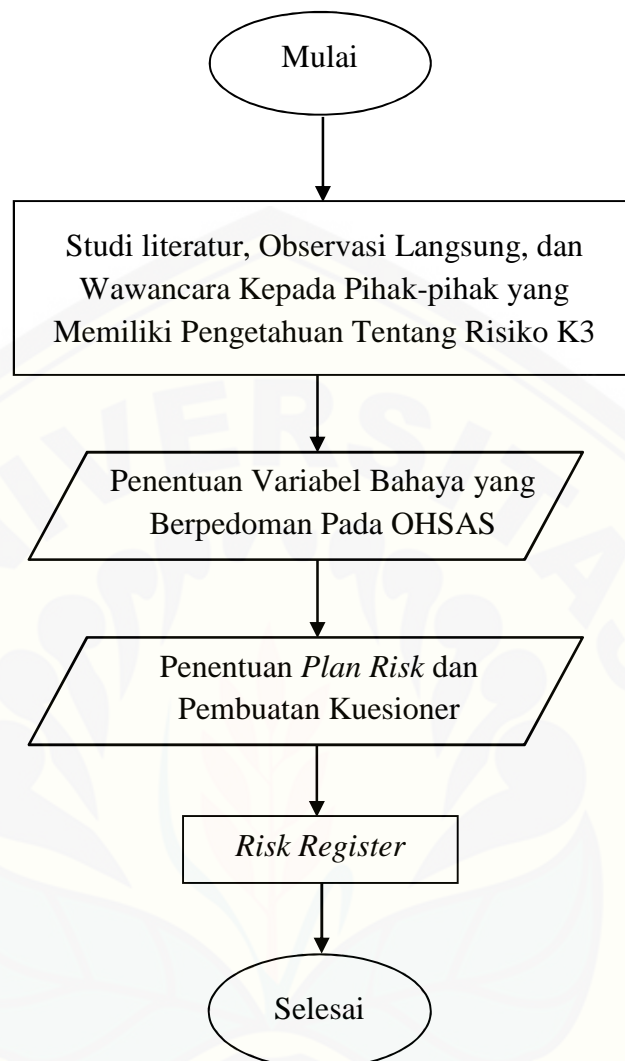 Mulai
Studi literatur, Observasi Langsung, dan
Wawancara Kepada Pihak-pihak yang
Memiliki Pengetahuan Tentang Risiko K3
Penentuan Variabel Bahaya yang
Berpedoman Pada OHSAS
Penentuan Plan Risk dan
Pembuatan Kuesioner
Risk Register
Selesai
UNIVERSITAS